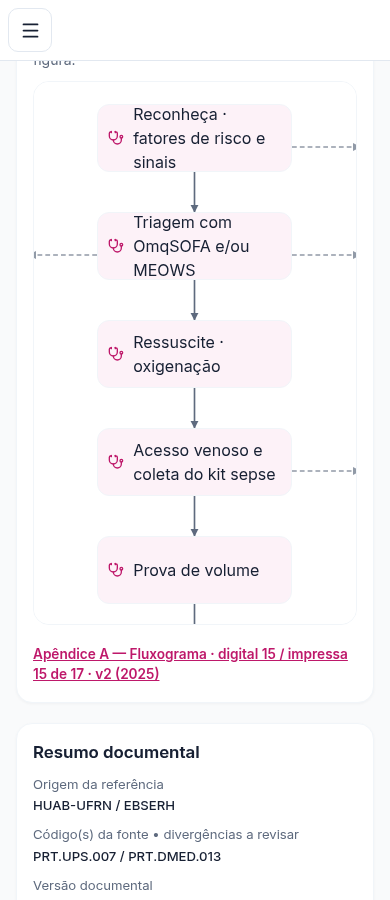 figura.
Reconheça ·
fatores de risco e
sinais
Triagem com
OmqSOFA e/ou
MEOWS
Ressuscite ·
oxigenação
Acesso venoso e
coleta do kit sepse
Prova de volume
Apêndice A — Fluxograma · digital 15 / impressa
15 de 17 · v2 (2025)
Resumo documental
Origem da referência
HUAB-UFRN / EBSERH
Código(s) da fonte • divergências a revisar
PRT.UPS.007 / PRT.DMED.013
Versão documental